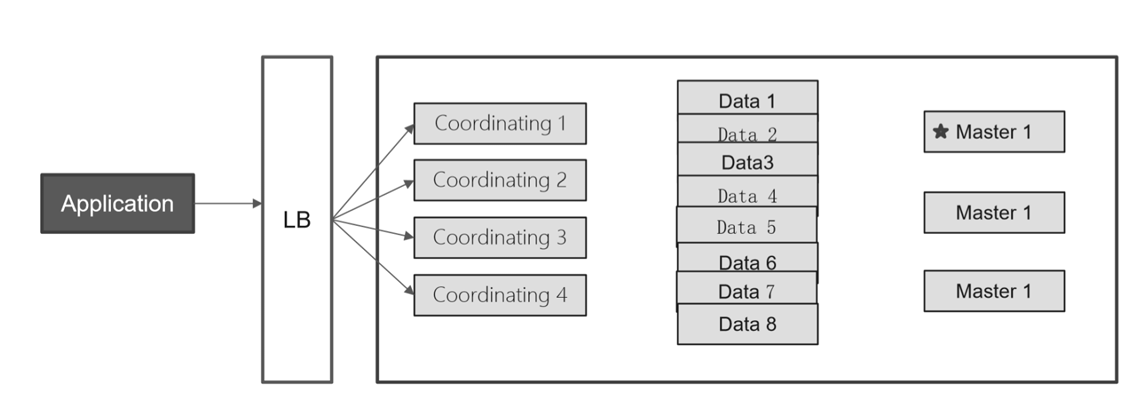 Application
LB
Coordinating 1
Coordinating 2
Coordinating 3
Coordinating 4
Data 1
Data 2
Data3
Data 4
Data 5
Data 6
Data 7
Data 8
★ Master 1
Master 1
Master 1